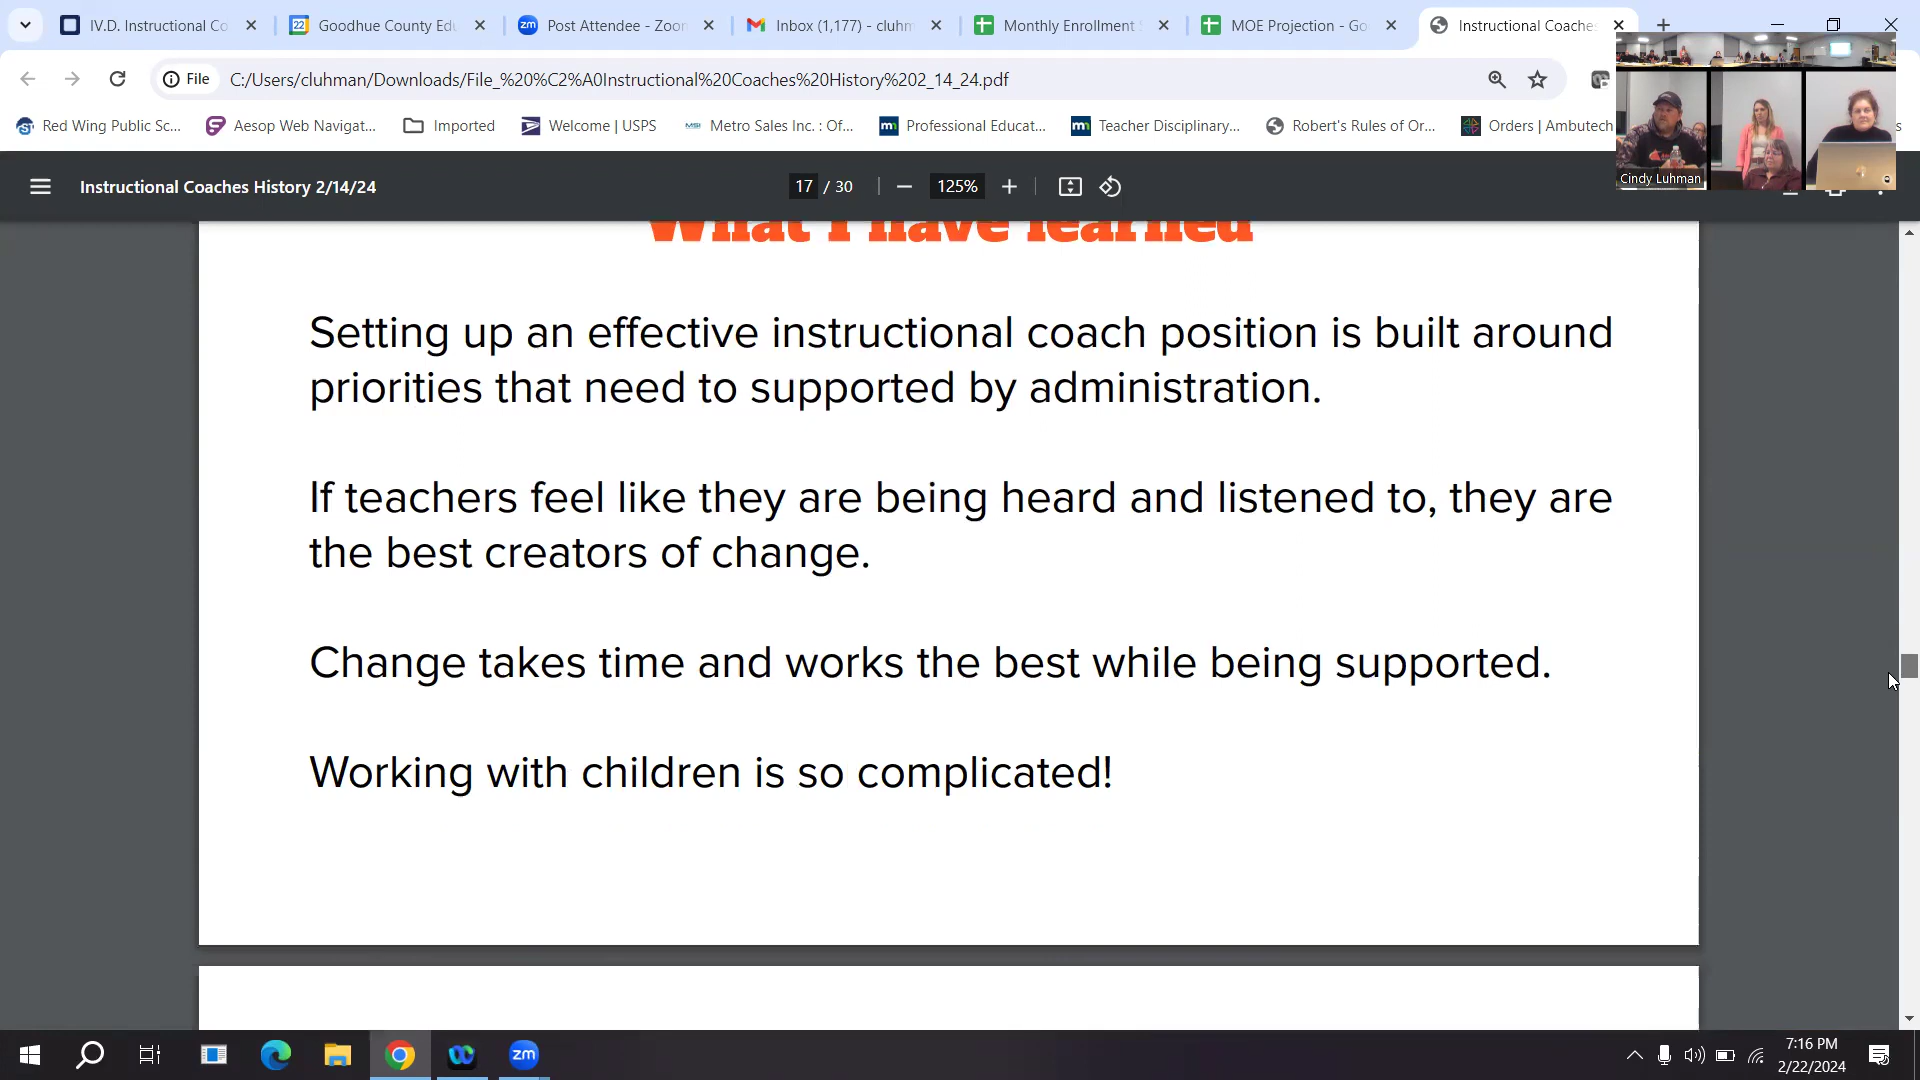 IV.D. Instructional Co
Goodhue County Edu
Post Attendee - Zoom
Inbox (1,177) - cluhm
Monthly Enrollment S
MOE Projection - Go
Instructional Coaches
File
C:/Users/cluhman/Downloads/File_%20%C2%A0Instructional%20Coaches%20History%202_14_24.pdf
Red Wing Public Sc...
Aesop Web Navigat...
Imported
Welcome | USPS
Metro Sales Inc. : Of...
Professional Educat...
Teacher Disciplinary...
Robert's Rules of Or...
Orders | Ambutech
Cindy Luhman
Instructional Coaches History 2/14/24
17 / 30
125%
What I have learned
Setting up an effective instructional coach position is built around
priorities that need to supported by administration.
If teachers feel like they are being heard and listened to, they are
the best creators of change.
Change takes time and works the best while being supported.
Working with children is so complicated!
7:16 PM
2/22/2024